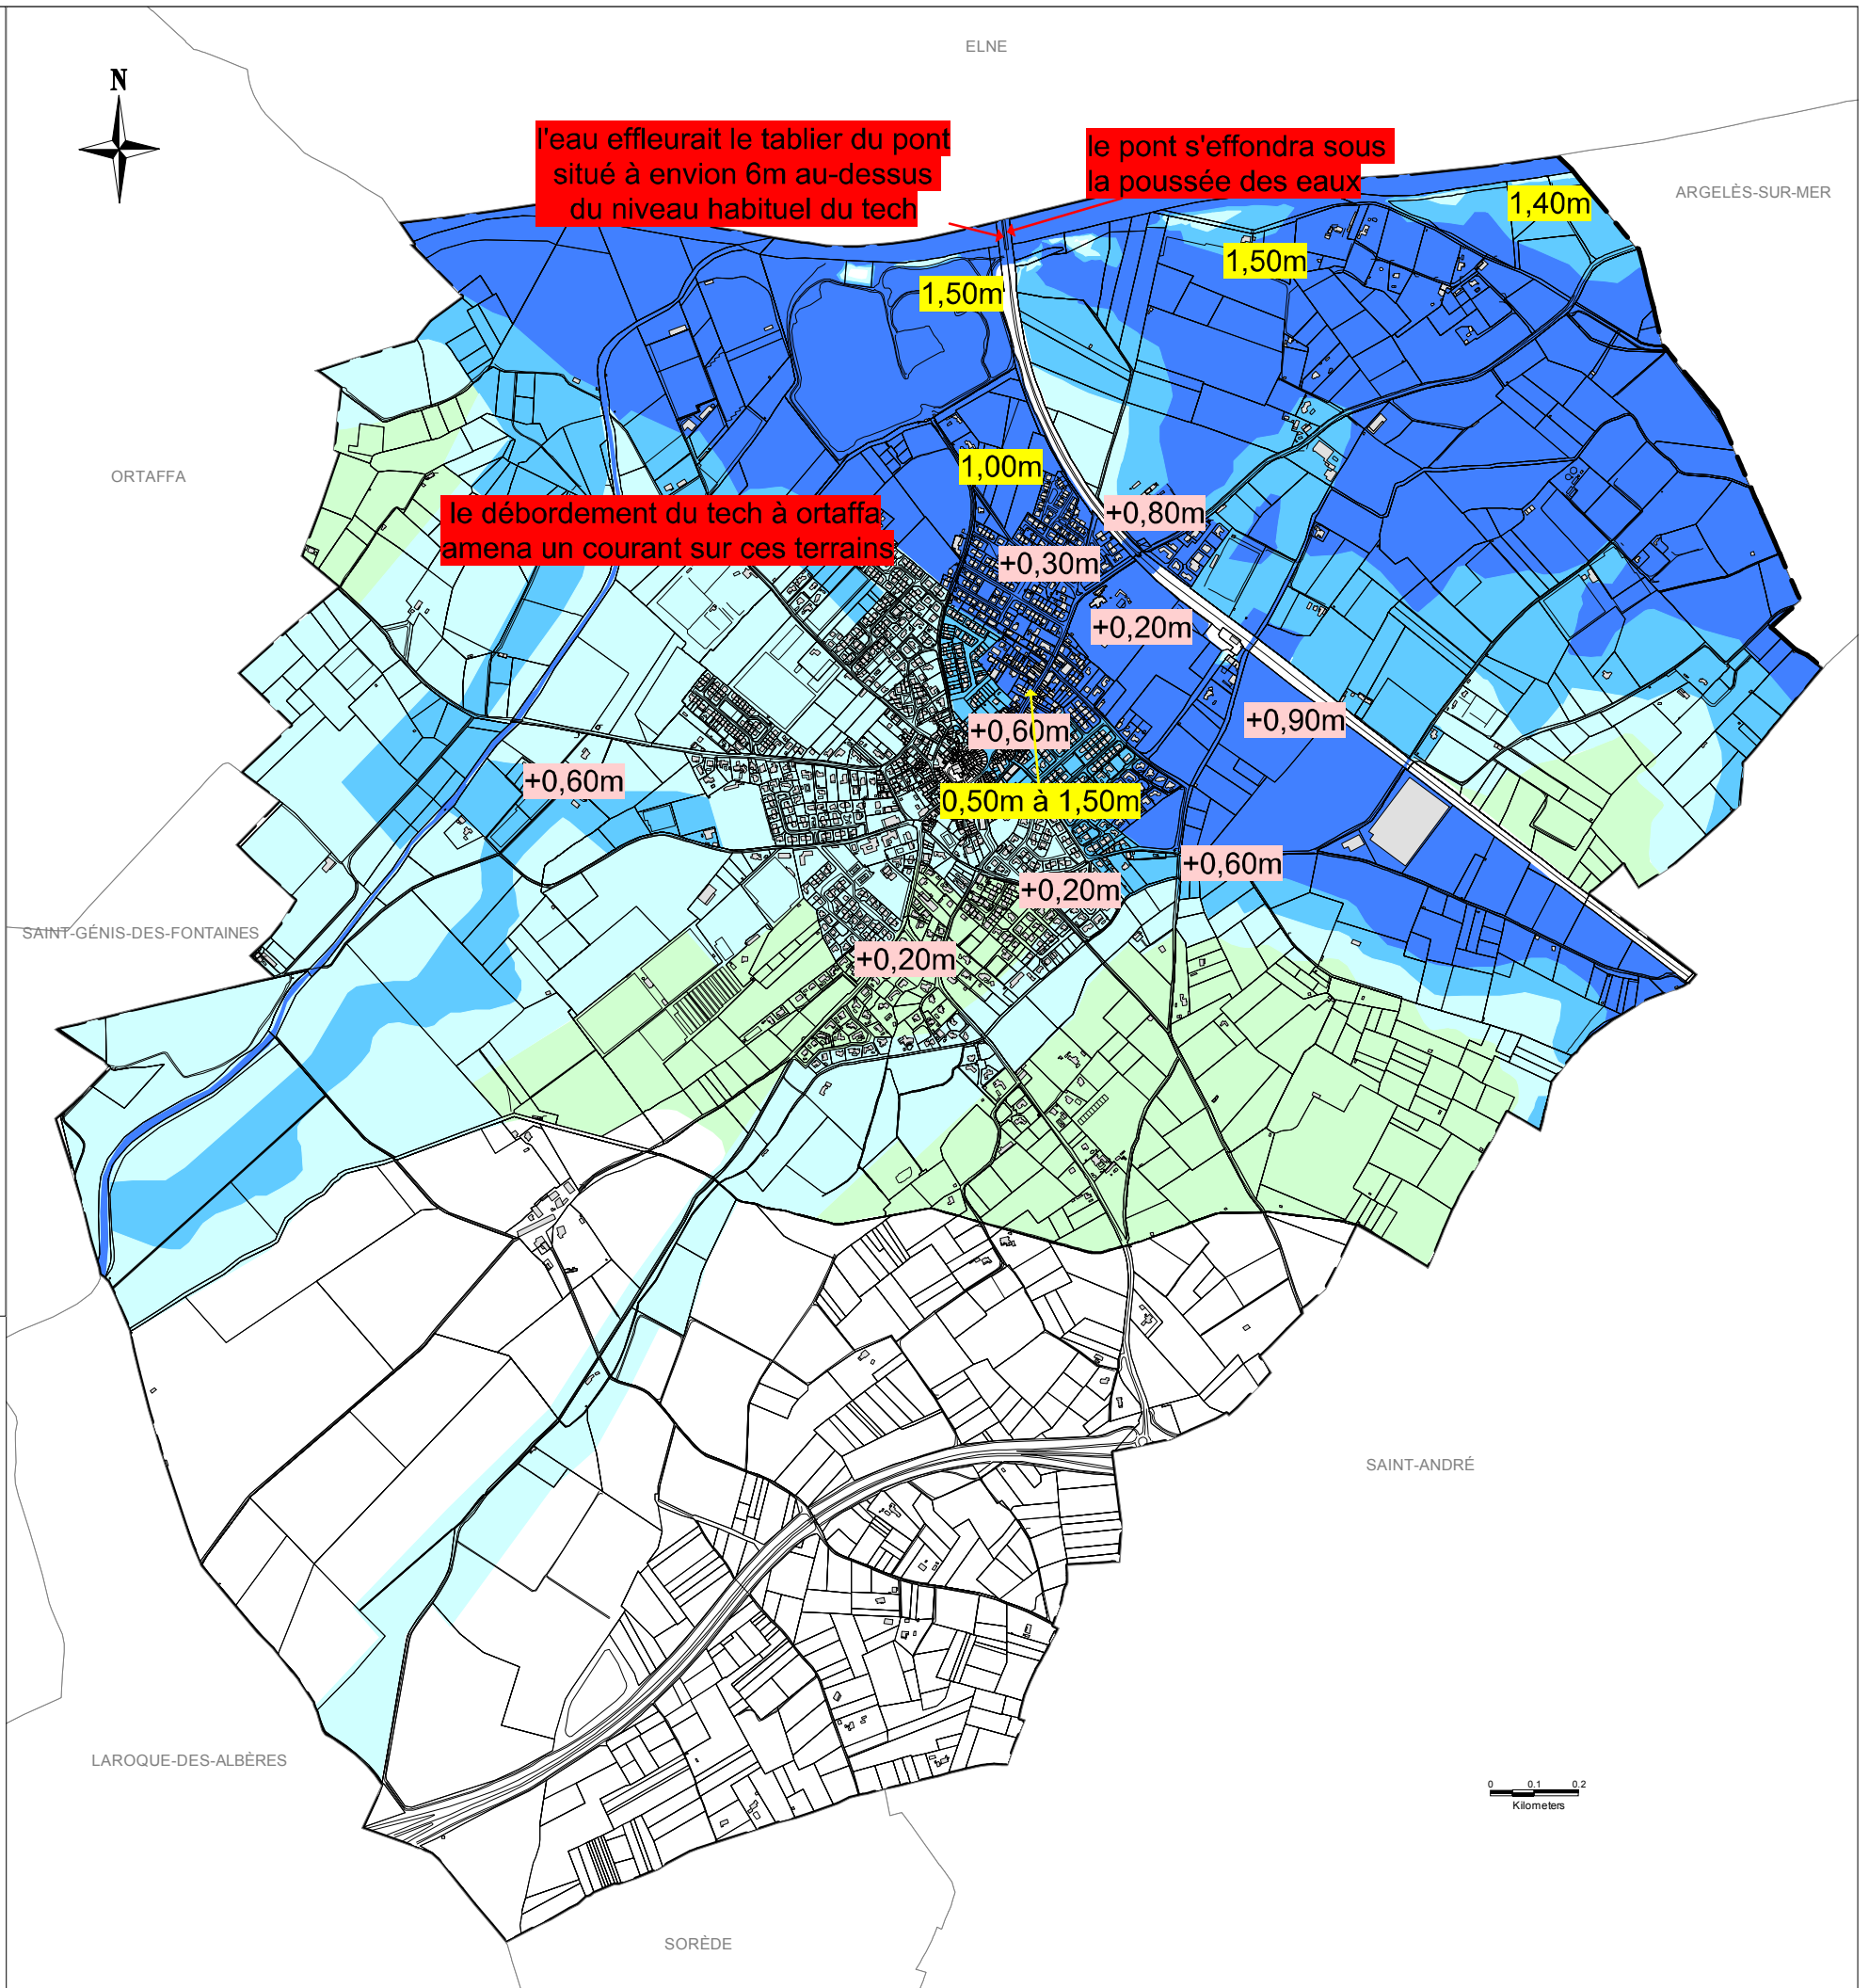 ELNE
N
l'eau effleurait le tablier du pont
situé à envion 6m au-dessus
du niveau habituel du tech
le pont s'effondra sous
la poussée des eaux
ARGELÈS-SUR-MER
1,40m
1,50m
1,50m
ORTAFFA
1,00m
le débordement du tech à ortaffa
amena un courant sur ces terrains
+0,80m
+0,30m
+0,20m
+0,90m
+0,60m
+0,60m
0,50m à 1,50m
+0,60m
+0,20m
SAINT-GÉNIS-DES-FONTAINES
+0,20m
SAINT-ANDRÉ
LAROQUE-DES-ALBÈRES
0 0.1 0.2
Kilometers
SORÈDE